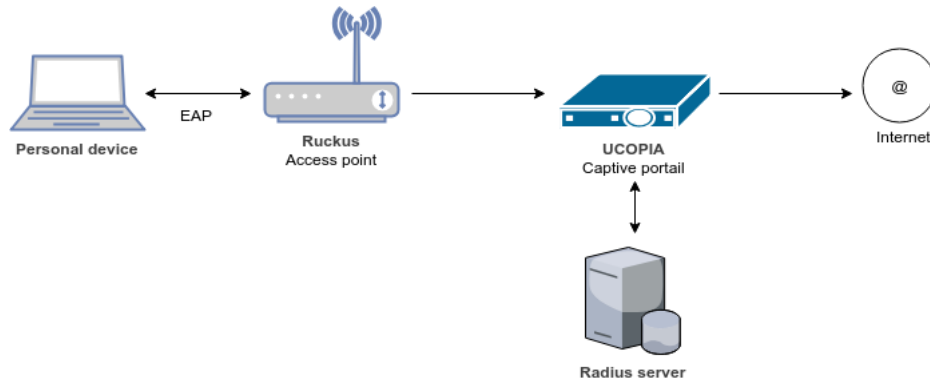 EAP
Personal device
Ruckus
Access point
UCOPIA
Captive portail
@
Internet
Radius server